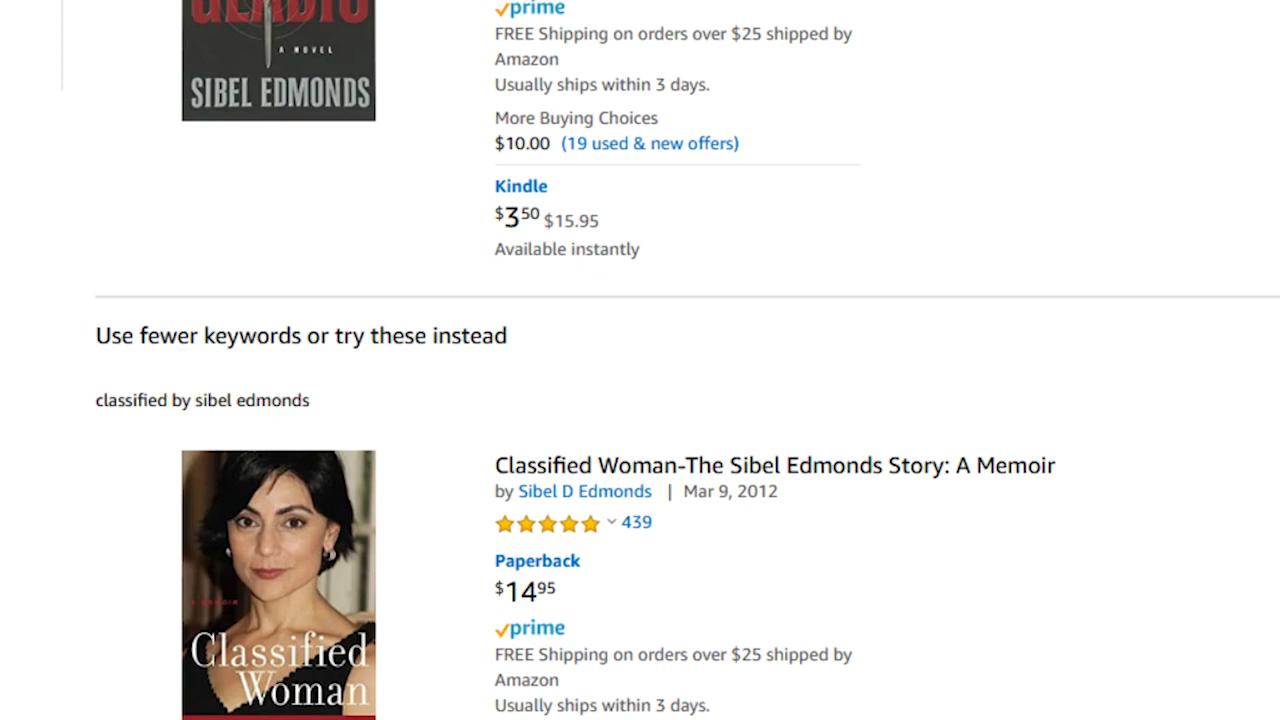 GLADIO
A NOVEL
SIBEL EDMONDS
prime
FREE Shipping on orders over $25 shipped by
Amazon
Usually ships within 3 days.
More Buying Choices
$10.00 (19 used & new offers)
Kindle
$3.50 $15.95
Available instantly
Use fewer keywords or try these instead
classified by sibel edmonds
A MEMOIR
Classified
Woman
Classified Woman-The Sibel Edmonds Story: A Memoir
by Sibel D Edmonds | Mar 9, 2012
439
Paperback
$14.95
prime
FREE Shipping on orders over $25 shipped by
Amazon
Usually ships within 3 days.